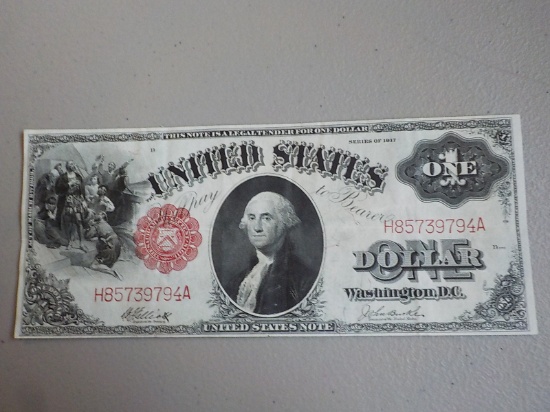 THIS NOTE IS A LEGAL TENDER FOR ONE DOLLAR
D
SERIES OF 1917
UNITED STATES
ONE
Pay to Bearer
H85739794A
ONE
DOLLAR
H85739794A
Washington, D.C.
UNITED STATES NOTE